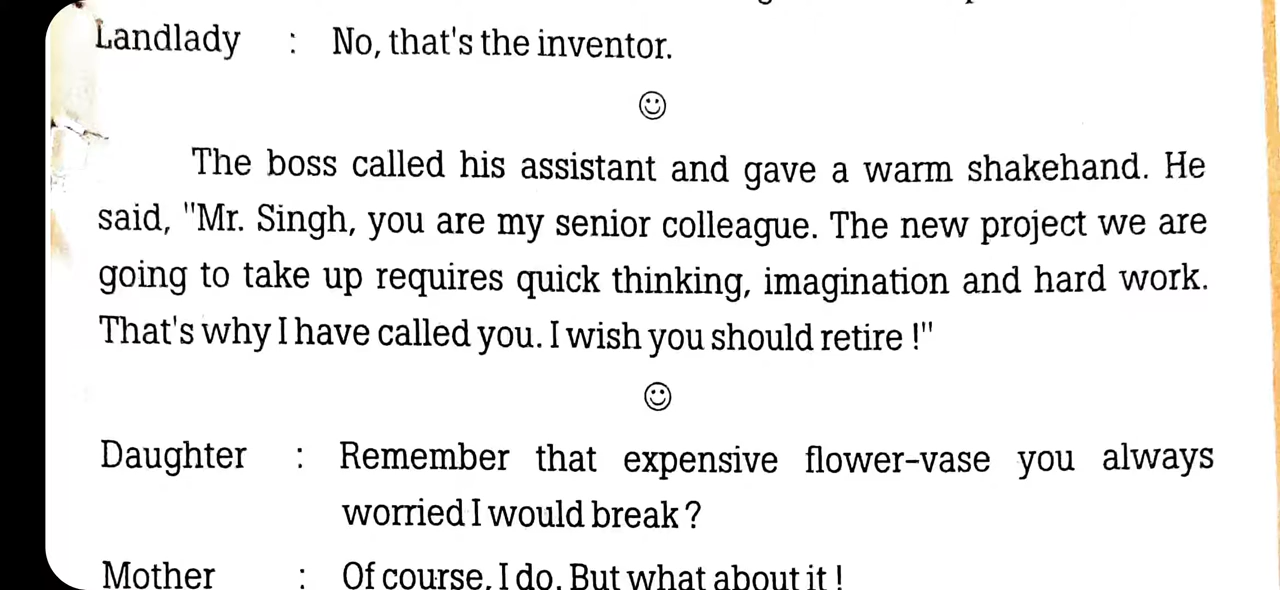 Landlady : No, that's the inventor.
The boss called his assistant and gave a warm shakehand. He
said, "Mr. Singh, you are my senior colleague. The new project we are
going to take up requires quick thinking, imagination and hard work.
That's why I have called you. I wish you should retire !"
Daughter : Remember that expensive flower-vase you always
worried I would break ?
Mother : Of course, I do. But what about it !